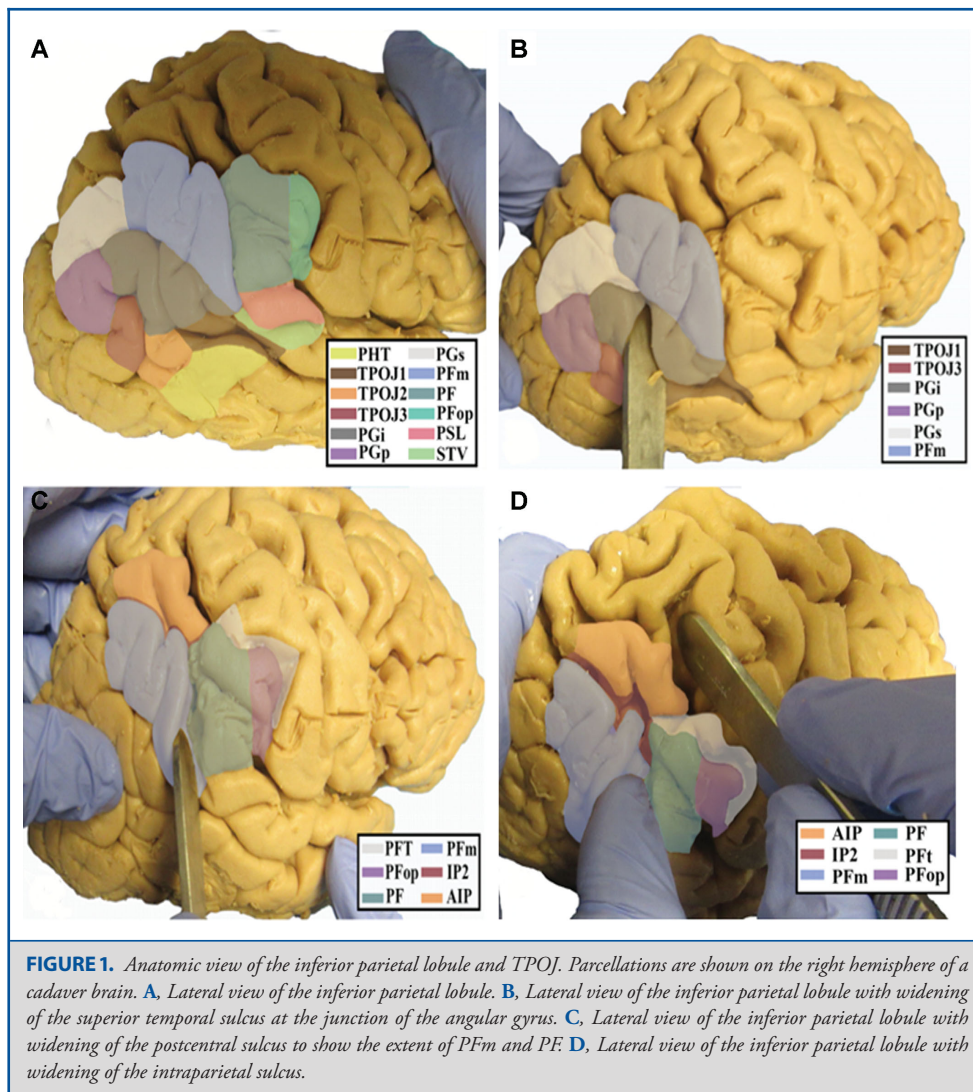 A
PHT PGs
TPOJ1 PFm
TPOJ2 PF
TPOJ3 PFop
PGi PSL
PGp STV
B
TPOJ1
TPOJ3
PGi
PGp
PGs
PFm
C
PFT PFm
PFop IP2
PF AIP
D
AIP PF
IP2 PFt
PFm PFop
FIGURE 1. Anatomic view of the inferior parietal lobule and TPOJ. Parcellations are shown on the right hemisphere of a
cadaver brain. A, Lateral view of the inferior parietal lobule. B, Lateral view of the inferior parietal lobule with widening
of the superior temporal sulcus at the junction of the angular gyrus. C, Lateral view of the inferior parietal lobule with
widening of the postcentral sulcus to show the extent of PFm and PF. D, Lateral view of the inferior parietal lobule with
widening of the intraparietal sulcus.